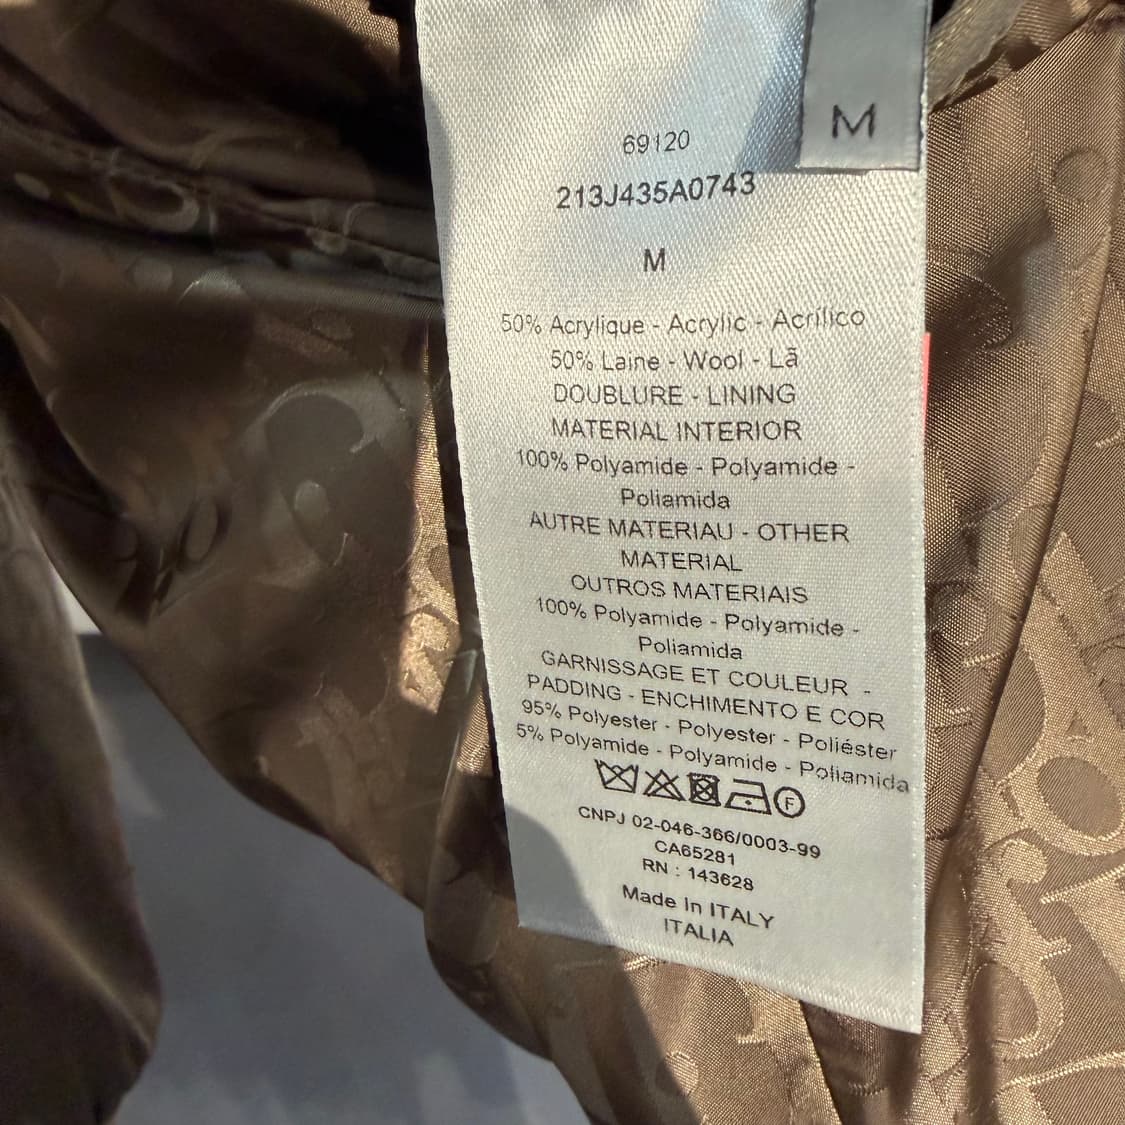 M
69120
213J435A0743
M
50% Acrylique - Acrylic - Acrílico
50% Laine - Wool - Lã
DOUBLURE - LINING
MATERIAL INTERIOR
100% Polyamide - Polyamide -
Poliamida
AUTRE MATERIAU - OTHER
MATERIAL
OUTROS MATERIAIS
100% Polyamide - Polyamide -
Poliamida
GARNISSAGE ET COULEUR -
PADDING - ENCHIMENTO E COR
95% Polyester - Polyester - Poliéster
5% Polyamide - Polyamide - Poliamida
F
CNPJ 02-046-366/0003-99
CA65281
RN : 143628
Made In ITALY
ITALIA